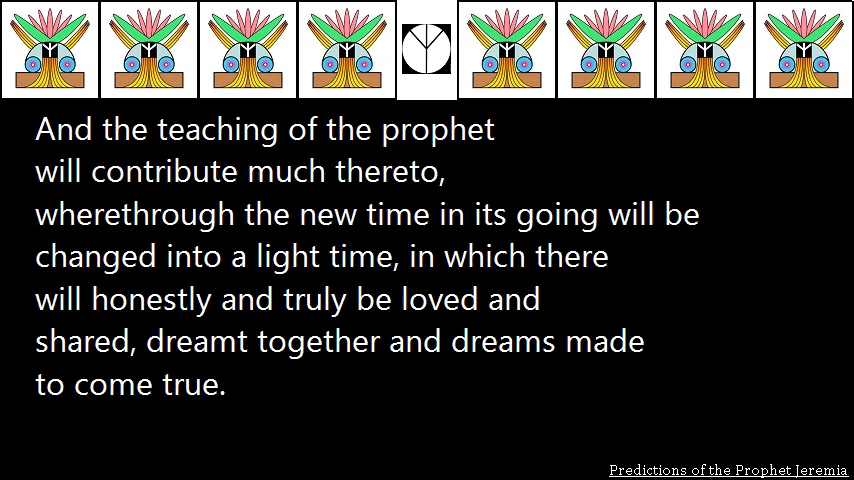 And the teaching of the prophet
will contribute much thereto,
wherethrough the new time in its going will be
changed into a light time, in which there
will honestly and truly be loved and
shared, dreamt together and dreams made
to come true.
Predictions of the Prophet Jeremia